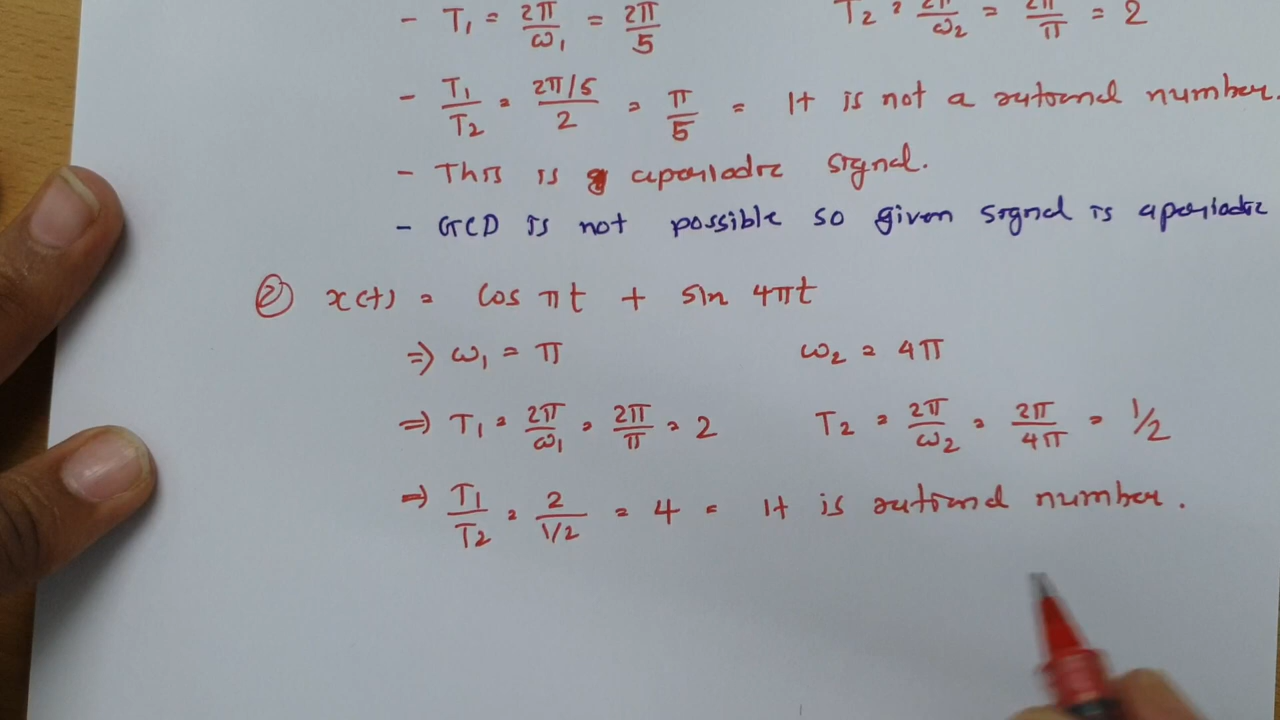 - T₁ = 2π/ω₁ = 2π/5 T₂ = 2π/ω₂ = 2π/π = 2
- T₁/T₂ = (2π/5)/2 = π/5 = It is not a rational number.
- This is aperiodic signal.
- GCD is not possible so given signal is aperiodic
② x(t) = cos πt + sin 4πt
⇒ ω₁ = π ω₂ = 4π
⇒ T₁ = 2π/ω₁ = 2π/π = 2 T₂ = 2π/ω₂ = 2π/4π = 1/2
⇒ T₁/T₂ = 2/(1/2) = 4 = It is rational number.